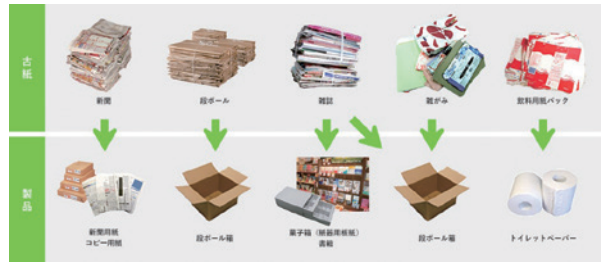 古紙
新聞
段ボール
雑誌
雑がみ
飲料用紙パック
製品
新聞用紙
コピー用紙
段ボール箱
菓子箱（紙器用板紙）
書籍
段ボール箱
トイレットペーパー